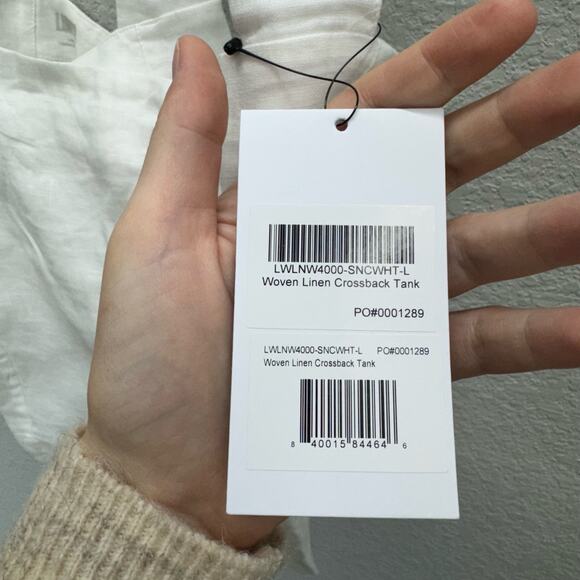 LWLNW4000-SNCWHT-L
Woven Linen Crossback Tank
PO#0001289
LWLNW4000-SNCWHT-L PO#0001289
Woven Linen Crossback Tank
8 40015 84464 6